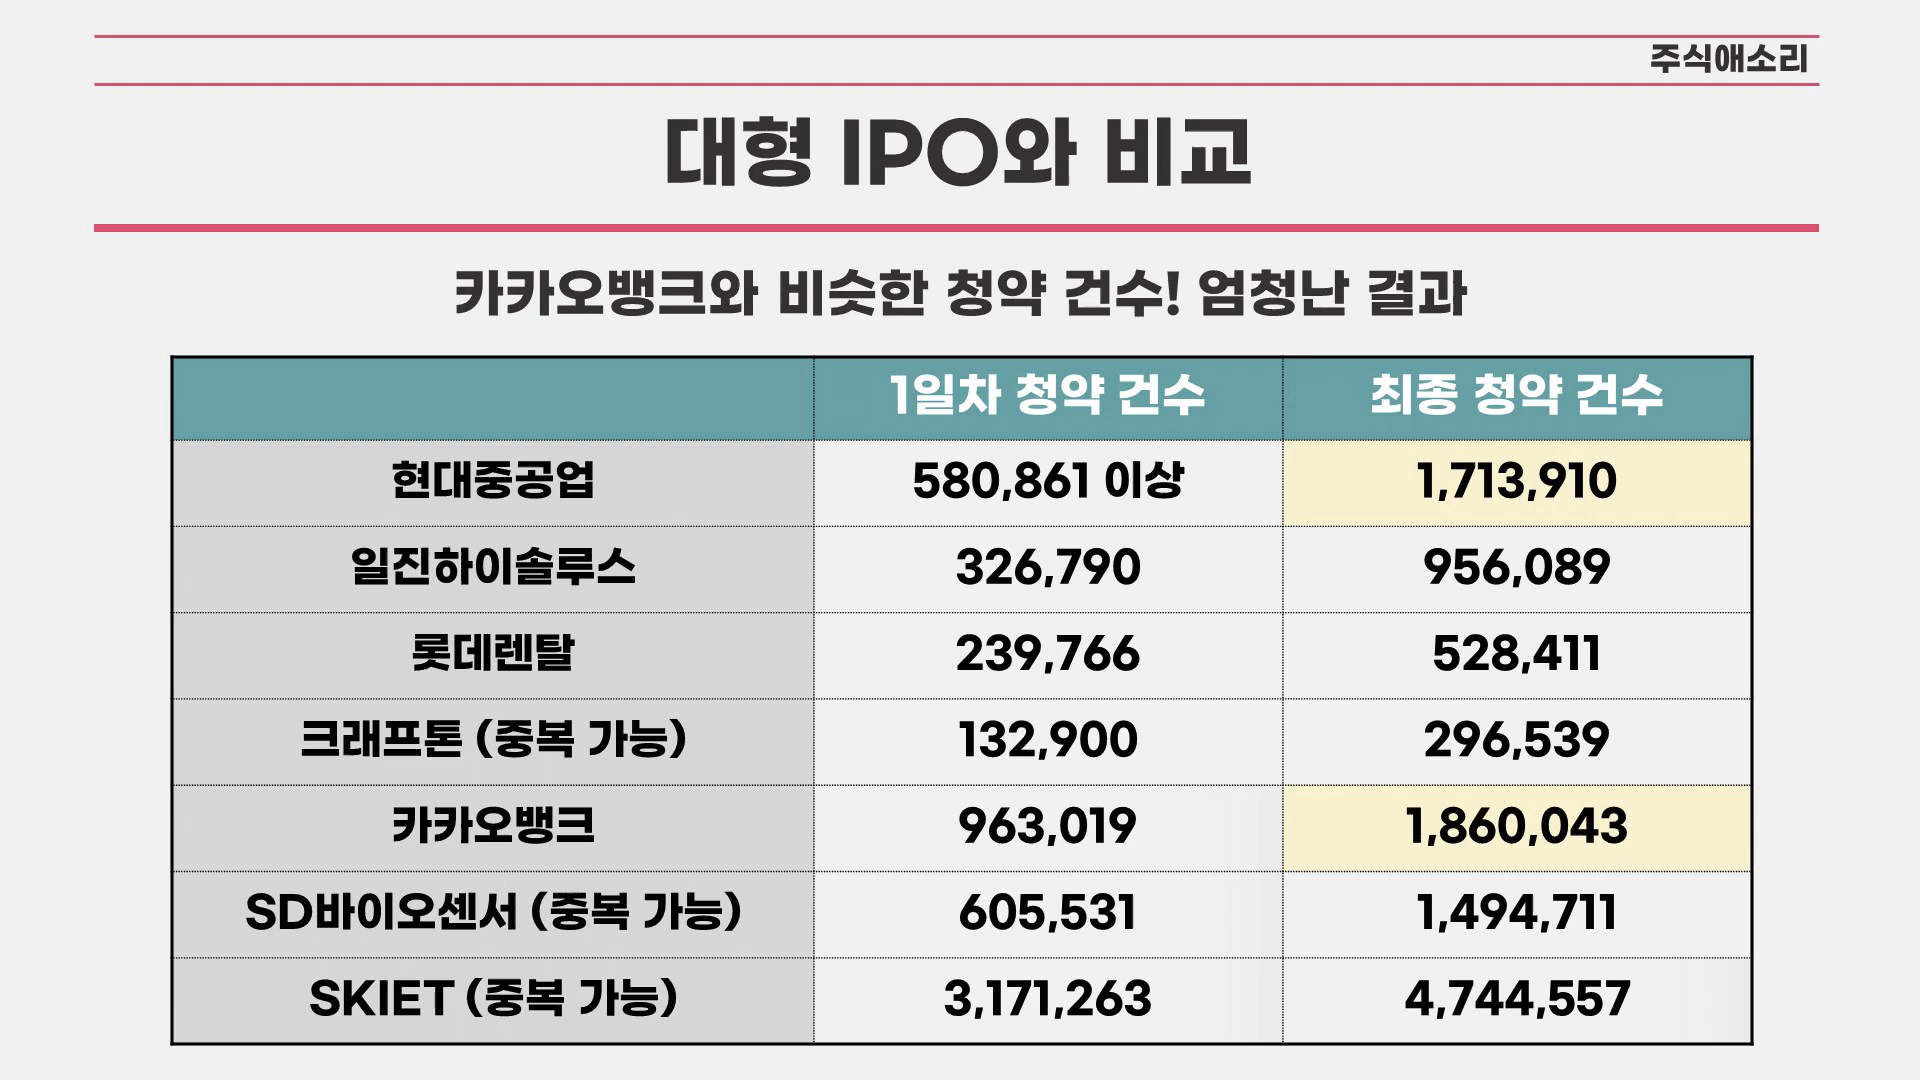 주식애소리
대형 IPO와 비교
카카오뱅크와 비슷한 청약 건수! 엄청난 결과
1일차 청약 건수 최종 청약 건수
현대중공업 580,861 이상 1,713,910
일진하이솔루스 326,790 956,089
롯데렌탈 239,766 528,411
크래프톤 (중복 가능) 132,900 296,539
카카오뱅크 963,019 1,860,043
SD바이오센서 (중복 가능) 605,531 1,494,711
SKIET (중복 가능) 3,171,263 4,744,557